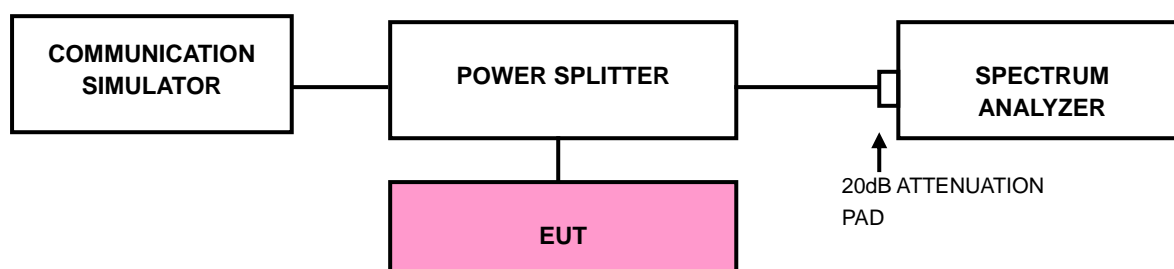 COMMUNICATION
SIMULATOR
POWER SPLITTER
SPECTRUM
ANALYZER
20dB ATTENUATION
PAD
EUT